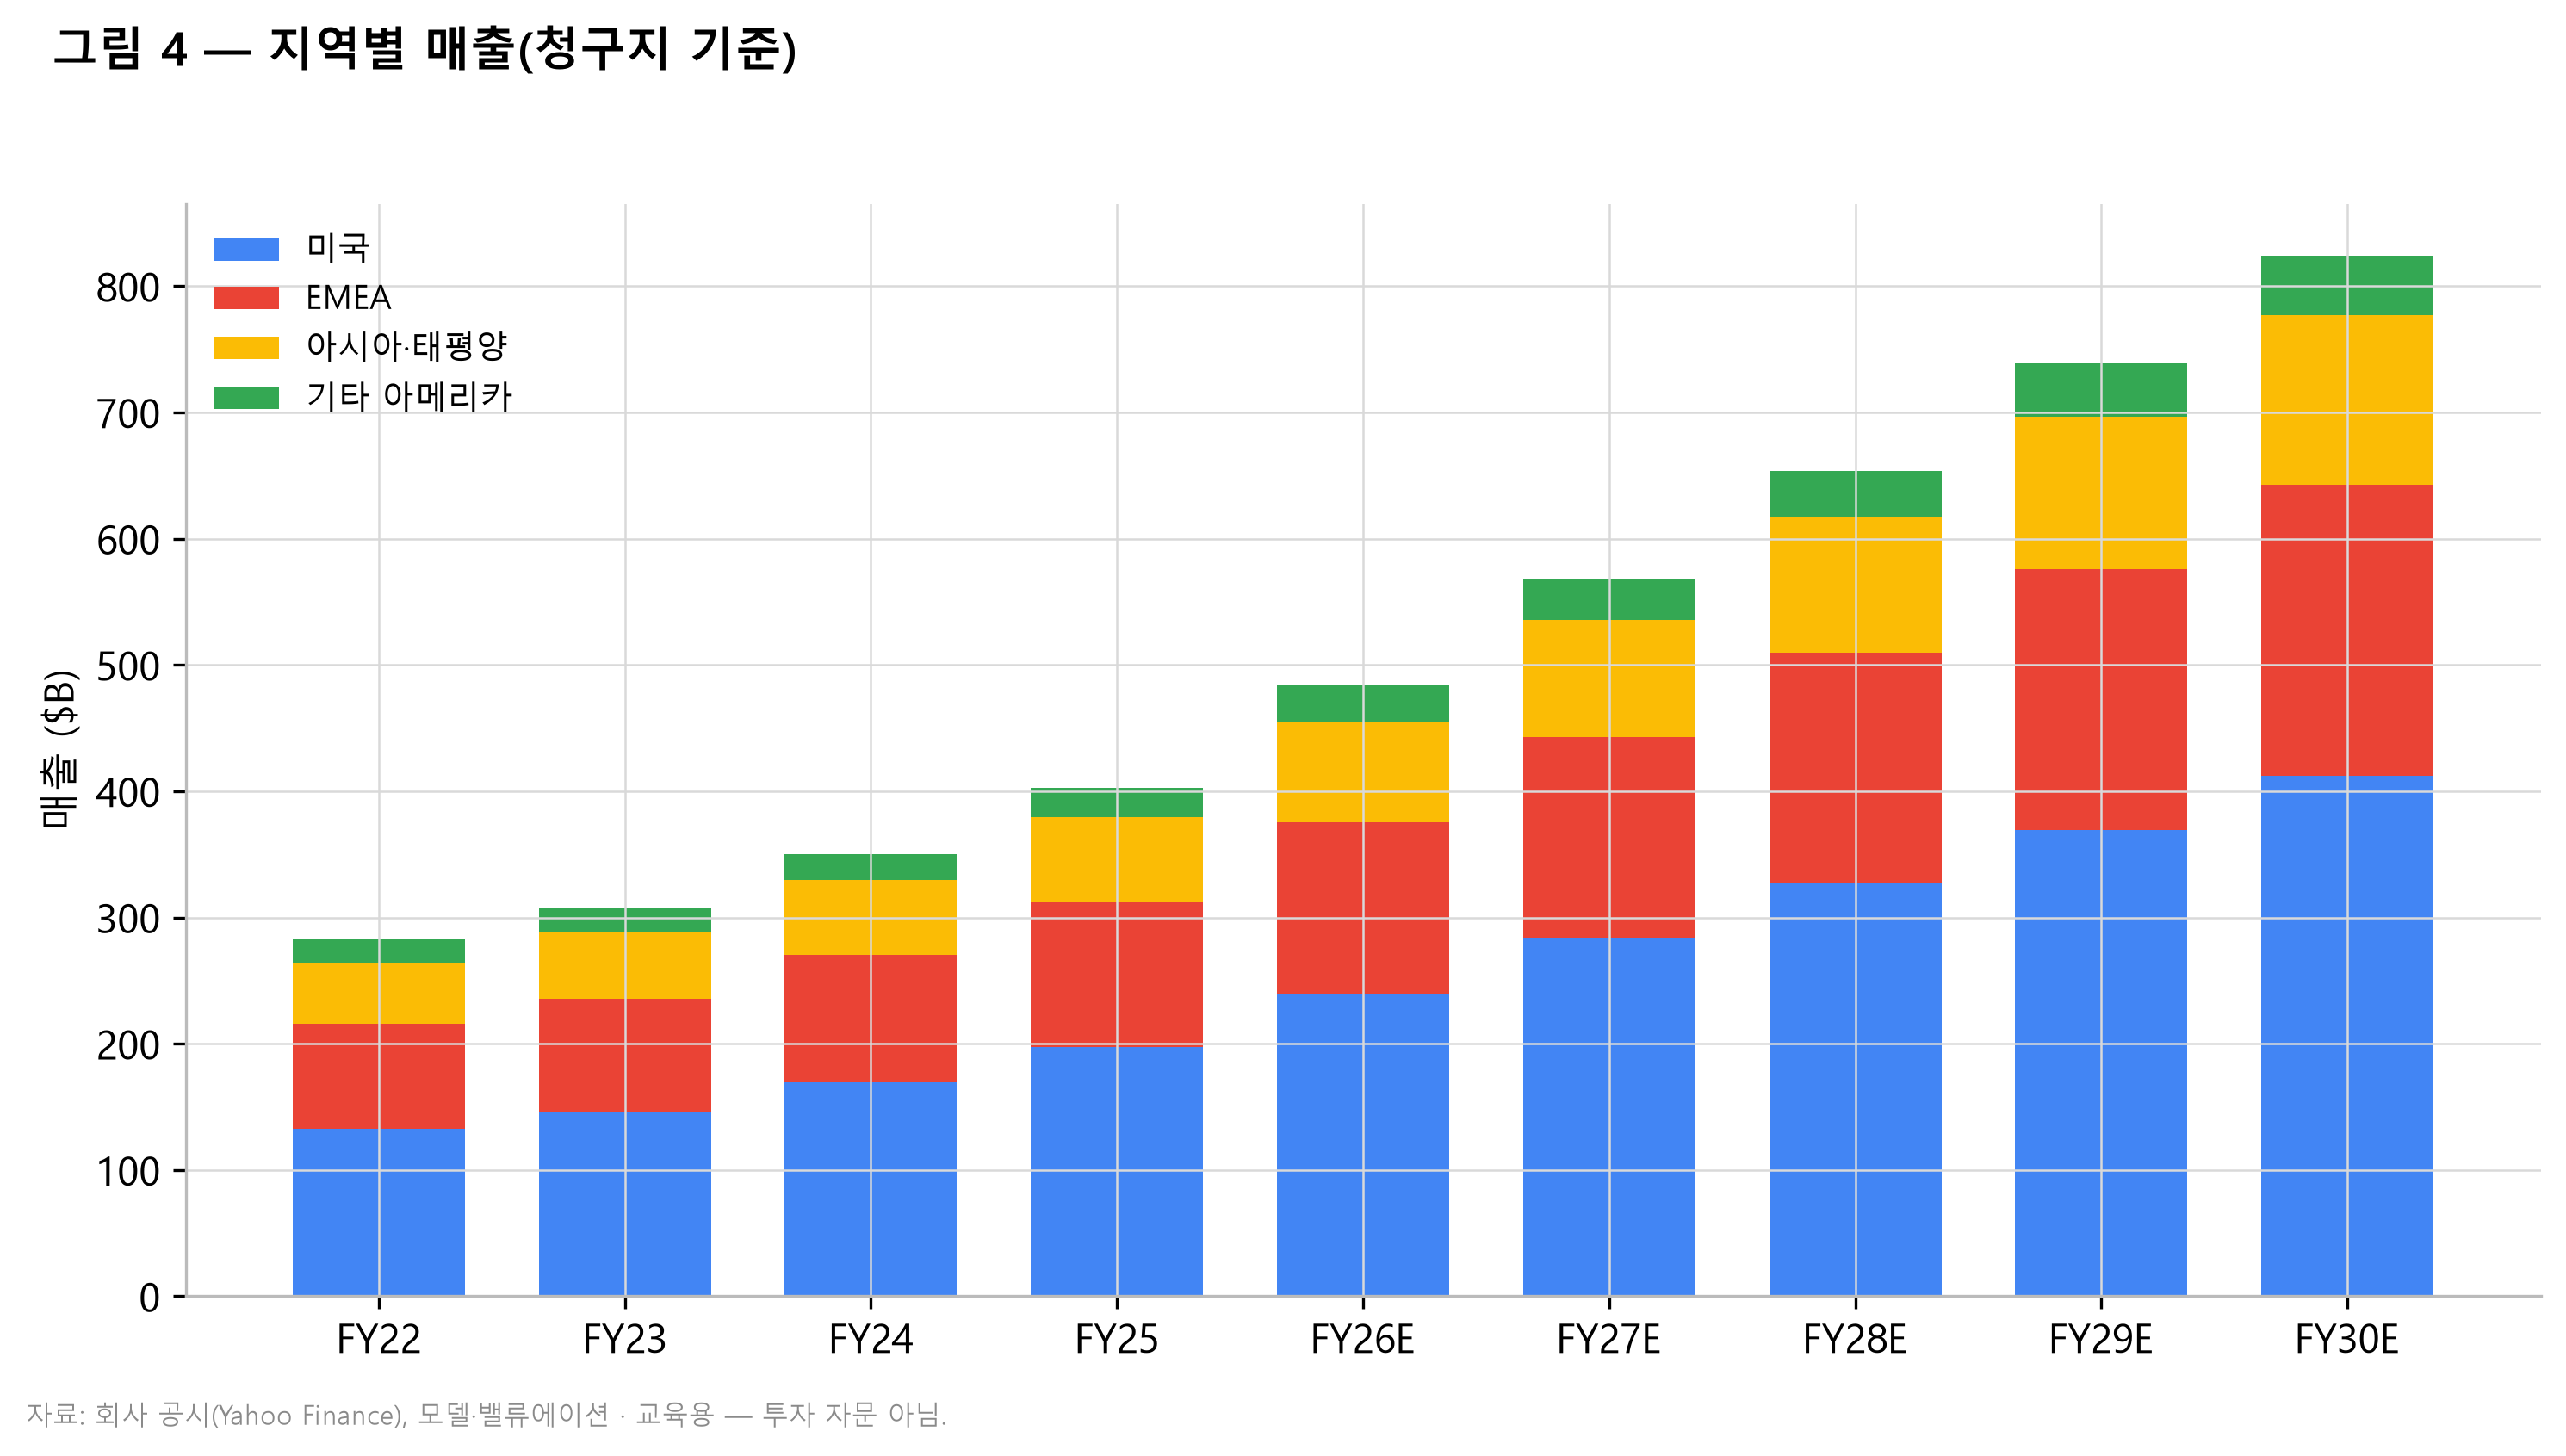 그림 4 — 지역별 매출(청구지 기준)
미국
EMEA
아시아·태평양
기타 아메리카
매출 ($B)
800
700
600
500
400
300
200
100
0
FY22 FY23 FY24 FY25 FY26E FY27E FY28E FY29E FY30E
자료: 회사 공시(Yahoo Finance), 모델·밸류에이션 · 교육용 — 투자 자문 아님.